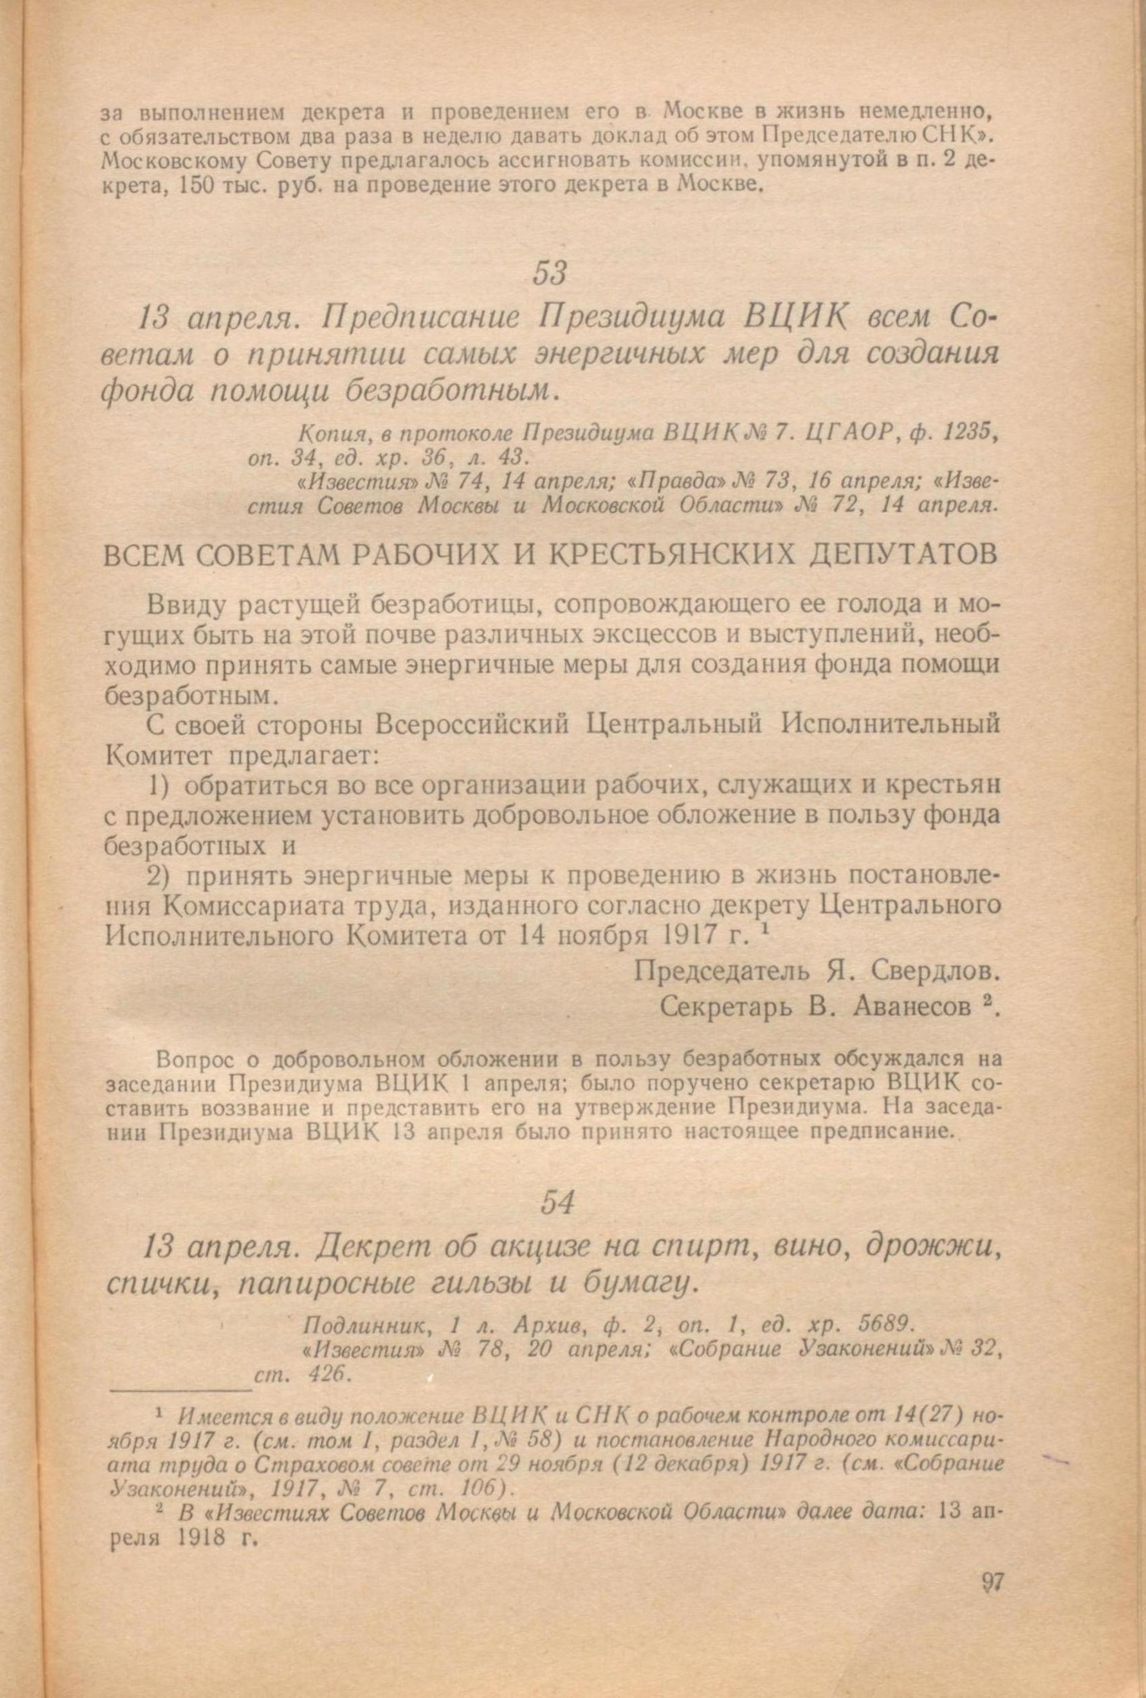 за выполнением декрета и проведением его в Москве в жизнь немедленно,
с обязательством два раза в неделю давать доклад об этом Председателю СНК».
Московскому Совету предлагалось ассигновать комиссии, упомянутой в п. 2 де-
крета, 150 тыс. руб. на проведение этого декрета в Москве.
53
13 апреля. Предписание Президиума ВЦИК всем Со-
ветам о принятии самых энергичных мер для создания
фонда помощи безработным.
Копия, в протоколе Президиума ВЦИК № 7. ЦГАОР, ф. 1235,
оп. 34, ед. хр. 36, л. 43.
«Известия» № 74, 14 апреля; «Правда» № 73, 16 апреля; «Изве-
стия Советов Москвы и Московской Области» № 72, 14 апреля.
ВСЕМ СОВЕТАМ РАБОЧИХ И КРЕСТЬЯНСКИХ ДЕПУТАТОВ
Ввиду растущей безработицы, сопровождающего ее голода и мо-
гущих быть на этой почве различных эксцессов и выступлений, необ-
ходимо принять самые энергичные меры для создания фонда помощи
безработным.
С своей стороны Всероссийский Центральный Исполнительный
Комитет предлагает:
1) обратиться во все организации рабочих, служащих и крестьян
с предложением установить добровольное обложение в пользу фонда
безработных и
2) принять энергичные меры к проведению в жизнь постановле-
ния Комиссариата труда, изданного согласно декрету Центрального
Исполнительного Комитета от 14 ноября 1917 г. ¹
Председатель Я. Свердлов.
Секретарь В. Аванесов ².
Вопрос о добровольном обложении в пользу безработных обсуждался на
заседании Президиума ВЦИК 1 апреля; было поручено секретарю ВЦИК со-
ставить воззвание и представить его на утверждение Президиума. На заседа-
нии Президиума ВЦИК 13 апреля было принято настоящее предписание.
54
13 апреля. Декрет об акцизе на спирт, вино, дрожжи,
спички, папиросные гильзы и бумагу.
Подлинник, 1 л. Архив, ф. 2, оп. 1, ед. хр. 5689.
«Известия» № 78, 20 апреля; «Собрание Узаконений» № 32,
ст. 426.
¹ Имеется в виду положение ВЦИК и СНК о рабочем контроле от 14(27) но-
ября 1917 г. (см. том I, раздел I, № 58) и постановление Народного комиссари-
ата труда о Страховом совете от 29 ноября (12 декабря) 1917 г. (см. «Собрание
Узаконений», 1917, № 7, ст. 106).
² В «Известиях Советов Москвы и Московской Области» далее дата: 13 ап-
реля 1918 г.
97